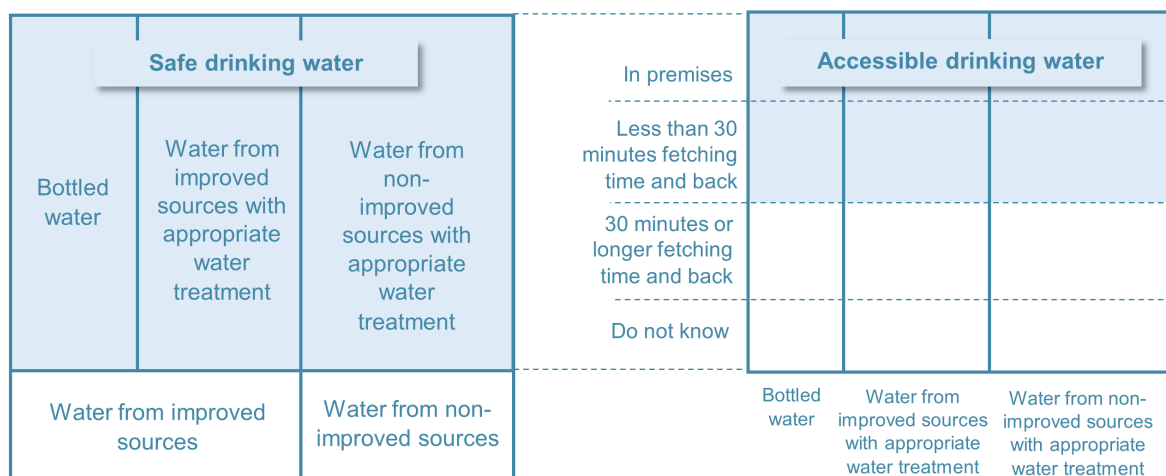 Safe drinking water
Bottled
water
Water from
improved
sources with
appropriate
water
treatment
Water from
non-
improved
sources with
appropriate
water
treatment
Water from improved
sources
Water from non-
improved sources
Accessible drinking water
In premises
Less than 30
minutes fetching
time and back
30 minutes or
longer fetching
time and back
Do not know
Bottled
water
Water from
improved sources
with appropriate
water treatment
Water from non-
improved sources
with appropriate
water treatment